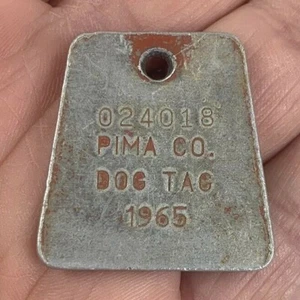 024018
PIMA CO.
DOG TAG
1965